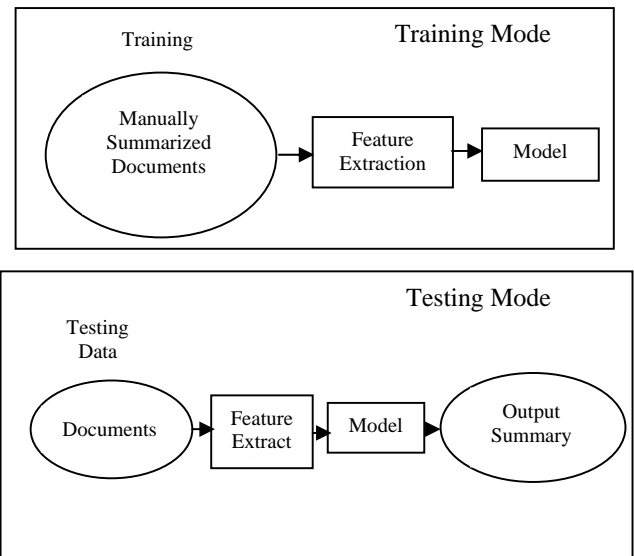 Training
Training Mode
Manually
Summarized
Documents
Feature
Extraction
Model
Testing Mode
Testing
Data
Documents
Feature
Extract
Model
Output
Summary